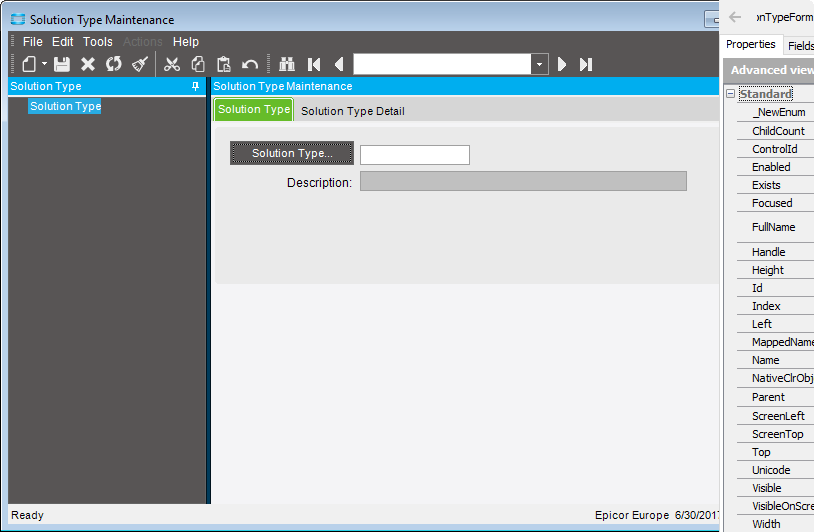 Solution Type Maintenance
File Edit Tools Actions Help
Solution Type
Solution Type
Solution Type Maintenance
Solution Type Solution Type Detail
Solution Type...
Description:
Ready
Epicor Europe 6/30/2017
onTypeForm
Properties Fields
Advanced view
Standard
_NewEnum
ChildCount
ControlId
Enabled
Exists
Focused
FullName
Handle
Height
Id
Index
Left
MappedName
Name
NativeClrObj
Parent
ScreenLeft
ScreenTop
Top
Unicode
Visible
VisibleOnScre
Width